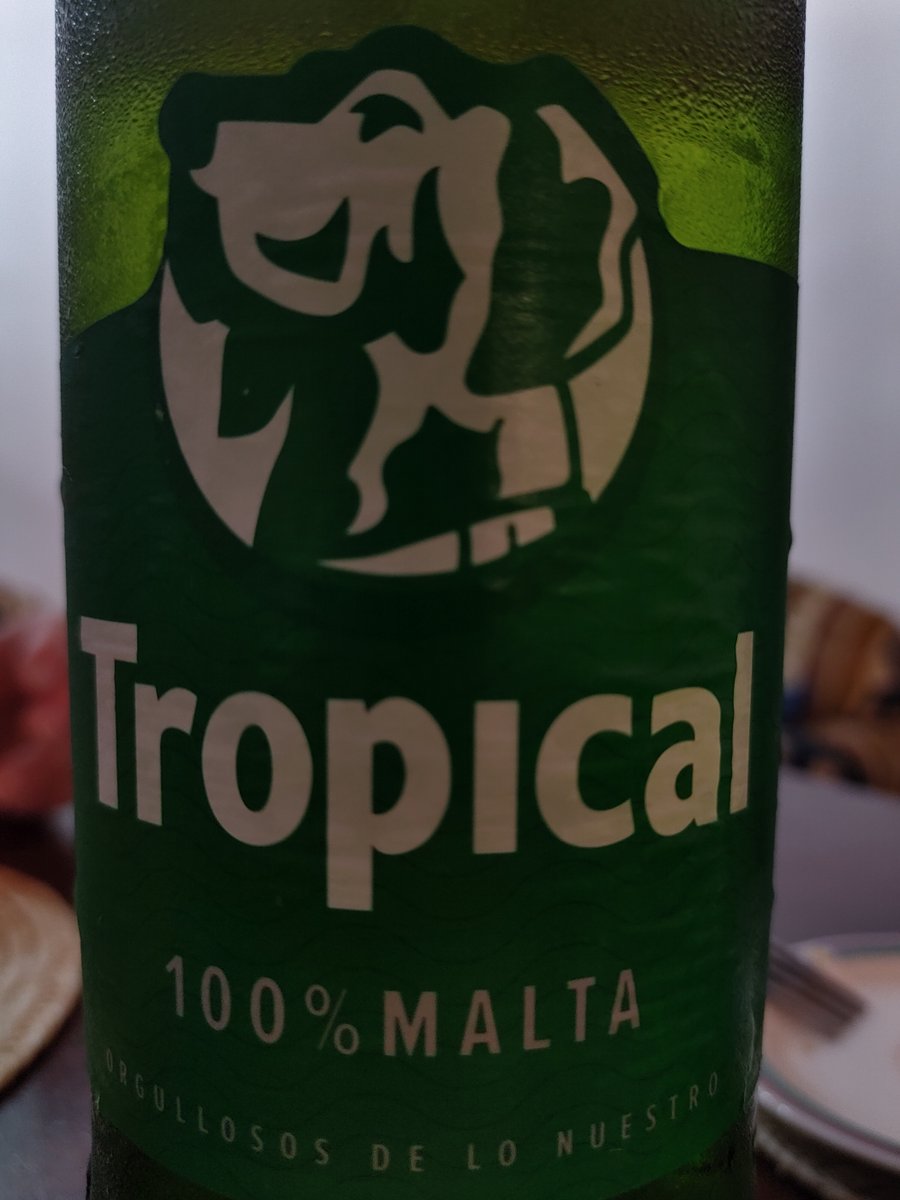 Tropical
100% MALTA
ORGULLOSOS DE LO NUESTRO